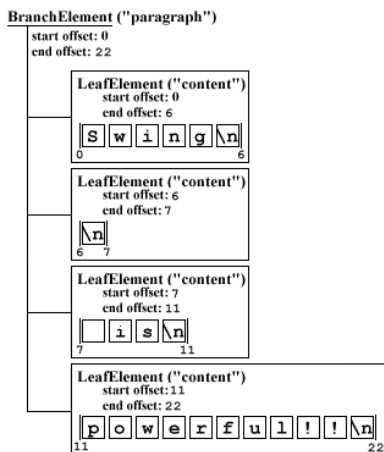 BranchElement ("paragraph")
start offset: 0
end offset: 22
LeafElement ("content")
start offset: 0
end offset: 6
S w i n g \n
0 6
LeafElement ("content")
start offset: 6
end offset: 7
\n
6 7
LeafElement ("content")
start offset: 7
end offset: 11
i s \n
7 11
LeafElement ("content")
start offset:11
end offset: 22
p o w e r f u l ! ! \n
11 22